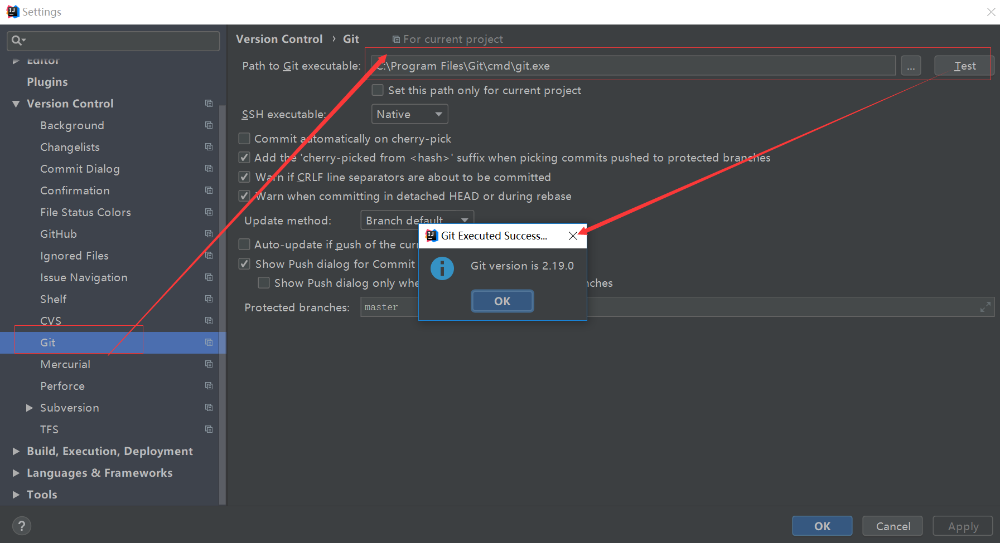 Settings
Editor
Plugins
Version Control
Background
Changelists
Commit Dialog
Confirmation
File Status Colors
GitHub
Ignored Files
Issue Navigation
Shelf
CVS
Git
Mercurial
Perforce
Subversion
TFS
Build, Execution, Deployment
Languages & Frameworks
Tools
Version Control › Git For current project
Path to Git executable: C:\Program Files\Git\cmd\git.exe ... Test
Set this path only for current project
SSH executable: Native
Commit automatically on cherry-pick
Add the 'cherry-picked from <hash>' suffix when picking commits pushed to protected branches
Warn if CRLF line separators are about to be committed
Warn when committing in detached HEAD or during rebase
Update method: Branch default
Auto-update if push of the curr
Show Push dialog for Commit
Show Push dialog only whe nches
Protected branches: master
IJ Git Executed Success...
Git version is 2.19.0
OK
? OK Cancel Apply